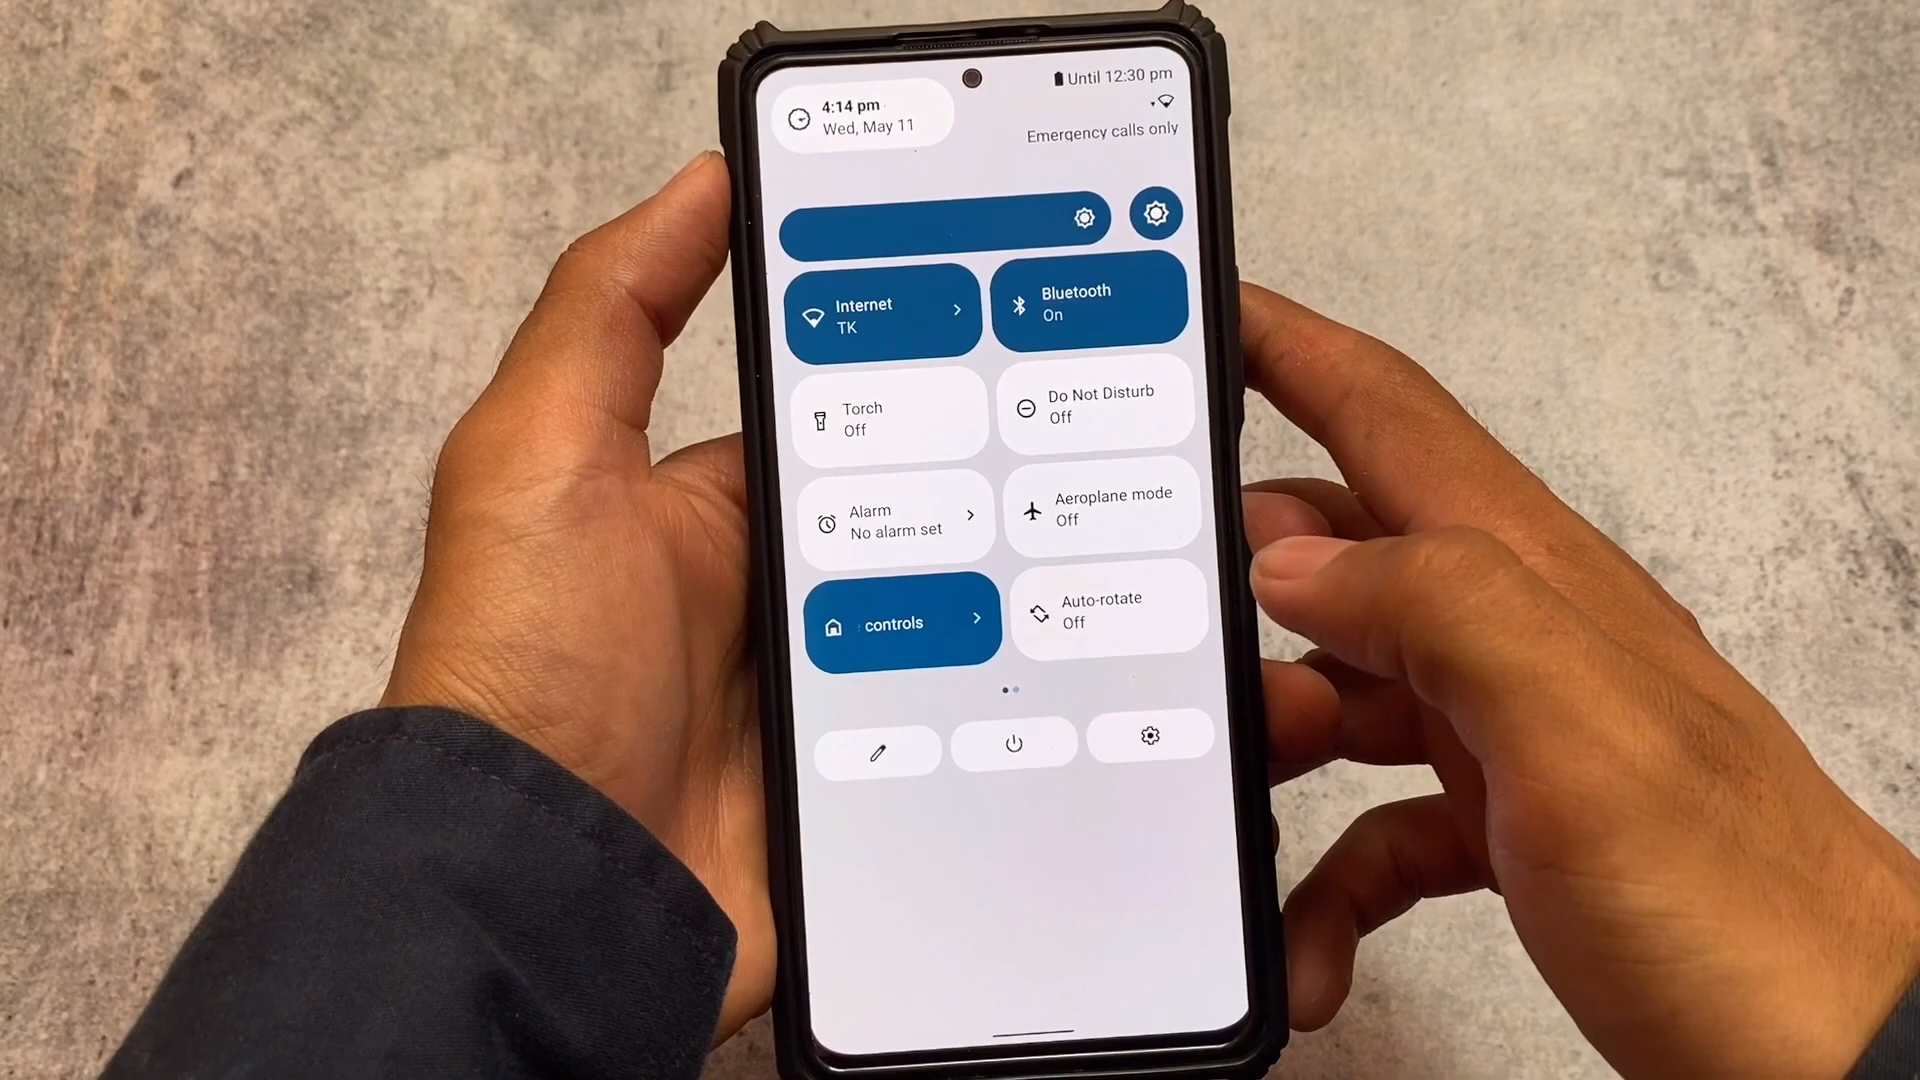 4:14 pm
Wed, May 11
Until 12:30 pm
Emergency calls only
Internet
TK
Bluetooth
On
Torch
Off
Do Not Disturb
Off
Alarm
No alarm set
Aeroplane mode
Off
controls
Auto-rotate
Off